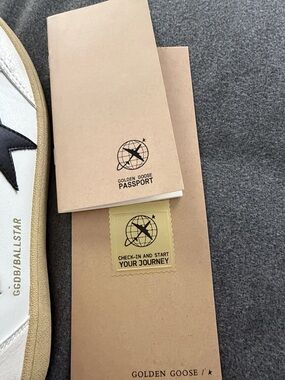 GOLDEN GOOSE
PASSPORT
GGDB/BALLSTAR
CHECK-IN AND START
YOUR JOURNEY
GOLDEN GOOSE /